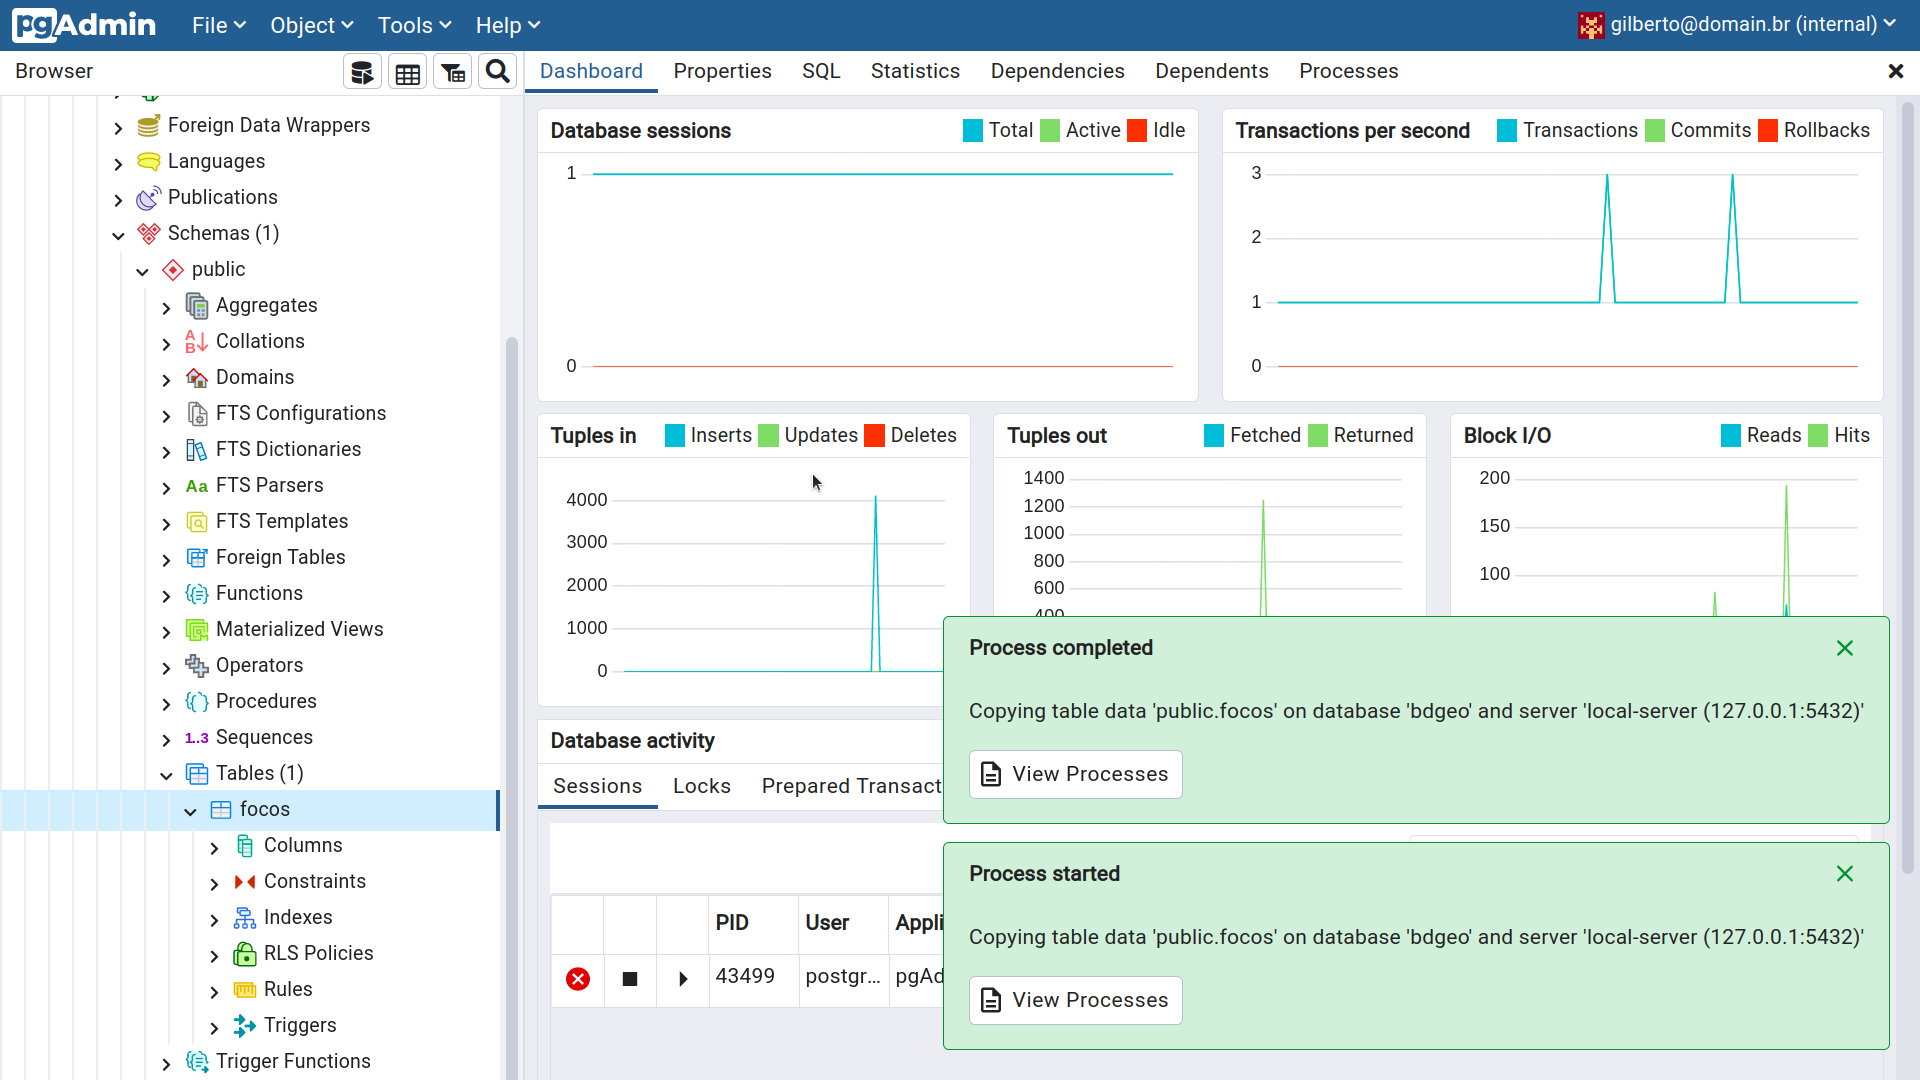 pgAdmin File Object Tools Help gilberto@domain.br (internal)
Browser
Dashboard Properties SQL Statistics Dependencies Dependents Processes
Foreign Data Wrappers
Languages
Publications
Schemas (1)
public
Aggregates
Collations
Domains
FTS Configurations
FTS Dictionaries
Aa FTS Parsers
FTS Templates
Foreign Tables
Functions
Materialized Views
Operators
Procedures
1..3 Sequences
Tables (1)
focos
Columns
Constraints
Indexes
RLS Policies
Rules
Triggers
Trigger Functions
Database sessions Total Active Idle
1
0
Transactions per second Transactions Commits Rollbacks
3
2
1
0
Tuples in Inserts Updates Deletes
4000
3000
2000
1000
0
Tuples out Fetched Returned
1400
1200
1000
800
600
400
Block I/O Reads Hits
200
150
100
Database activity
Sessions Locks Prepared Transact
PID User Appli
43499 postgr... pgAd
Process completed
Copying table data 'public.focos' on database 'bdgeo' and server 'local-server (127.0.0.1:5432)'
View Processes
Process started
Copying table data 'public.focos' on database 'bdgeo' and server 'local-server (127.0.0.1:5432)'
View Processes